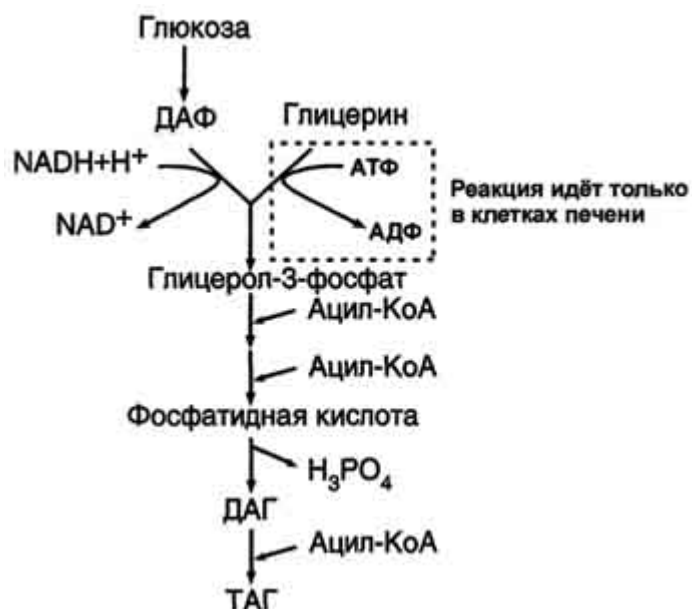 Глюкоза
ДАФ
Глицерин
NADH+H⁺
АТФ
Реакция идёт только
в клетках печени
NAD⁺
АДФ
Глицерол-3-фосфат
Ацил-КоА
Ацил-КоА
Фосфатидная кислота
H₃PO₄
ДАГ
Ацил-КоА
ТАГ